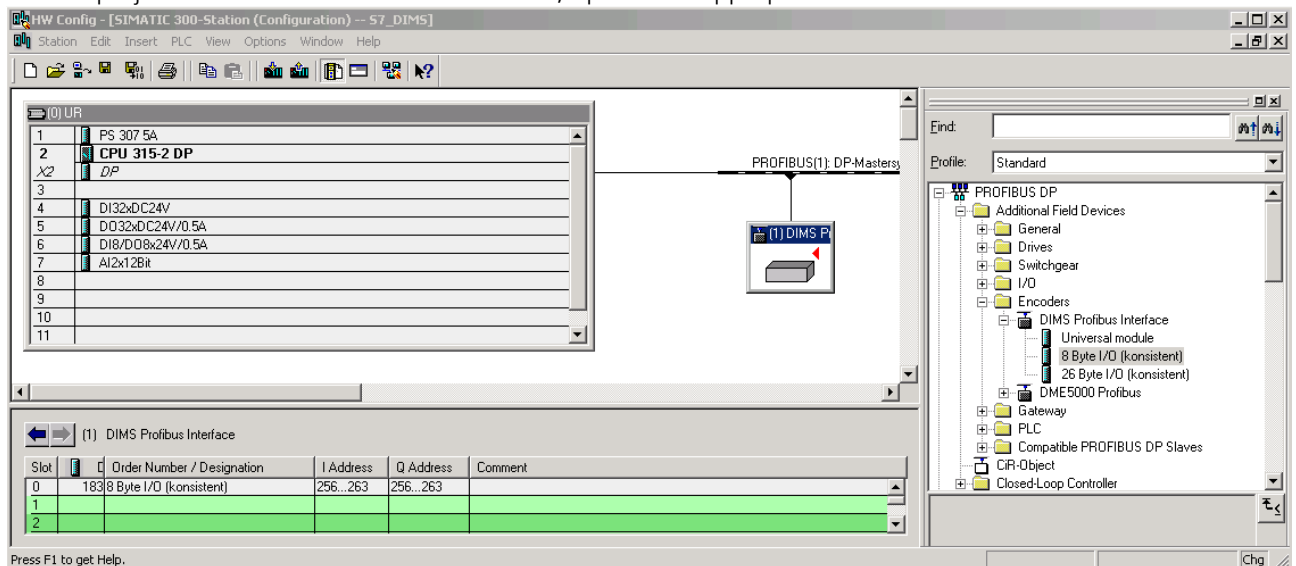 HW Config - [SIMATIC 300-Station (Configuration) -- S7_DIMS]
Station Edit Insert PLC View Options Window Help
(0) UR
1 PS 307 5A
2 CPU 315-2 DP
X2 DP
3
4 DI32xDC24V
5 DO32xDC24V/0.5A
6 DI8/DO8x24V/0.5A
7 AI2x12Bit
8
9
10
11
PROFIBUS(1): DP-Mastersy
(1) DIMS P
Find:
Profile: Standard
PROFIBUS DP
Additional Field Devices
General
Drives
Switchgear
I/O
Encoders
DIMS Profibus Interface
Universal module
8 Byte I/O (konsistent)
26 Byte I/O (konsistent)
DME5000 Profibus
Gateway
PLC
Compatible PROFIBUS DP Slaves
CiR-Object
Closed-Loop Controller
(1) DIMS Profibus Interface
Slot Order Number / Designation I Address Q Address Comment
0 183 8 Byte I/O (konsistent) 256...263 256...263
1
2
Press F1 to get Help.
Chg